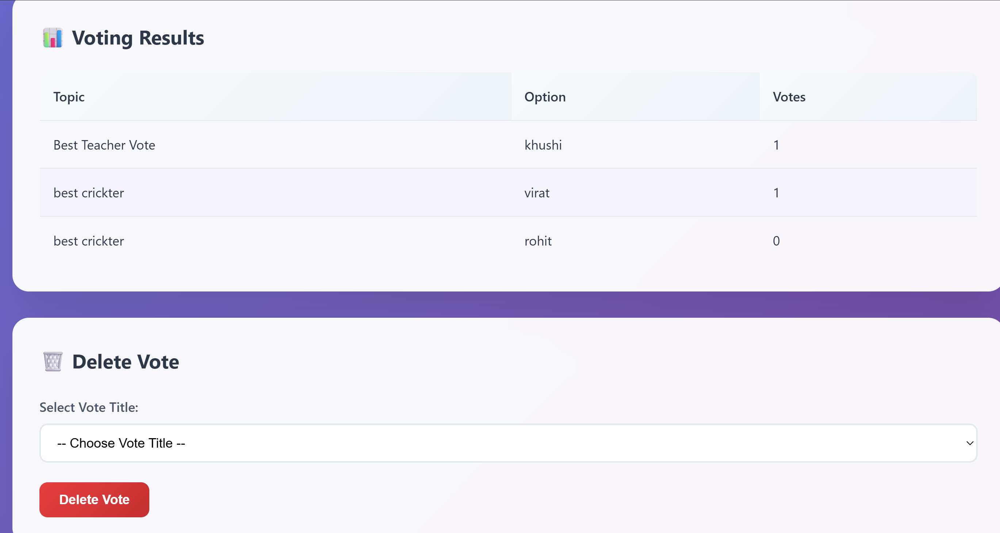 Voting Results
Topic Option Votes
Best Teacher Vote khushi 1
best crickter virat 1
best crickter rohit 0
Delete Vote
Select Vote Title:
-- Choose Vote Title --
Delete Vote